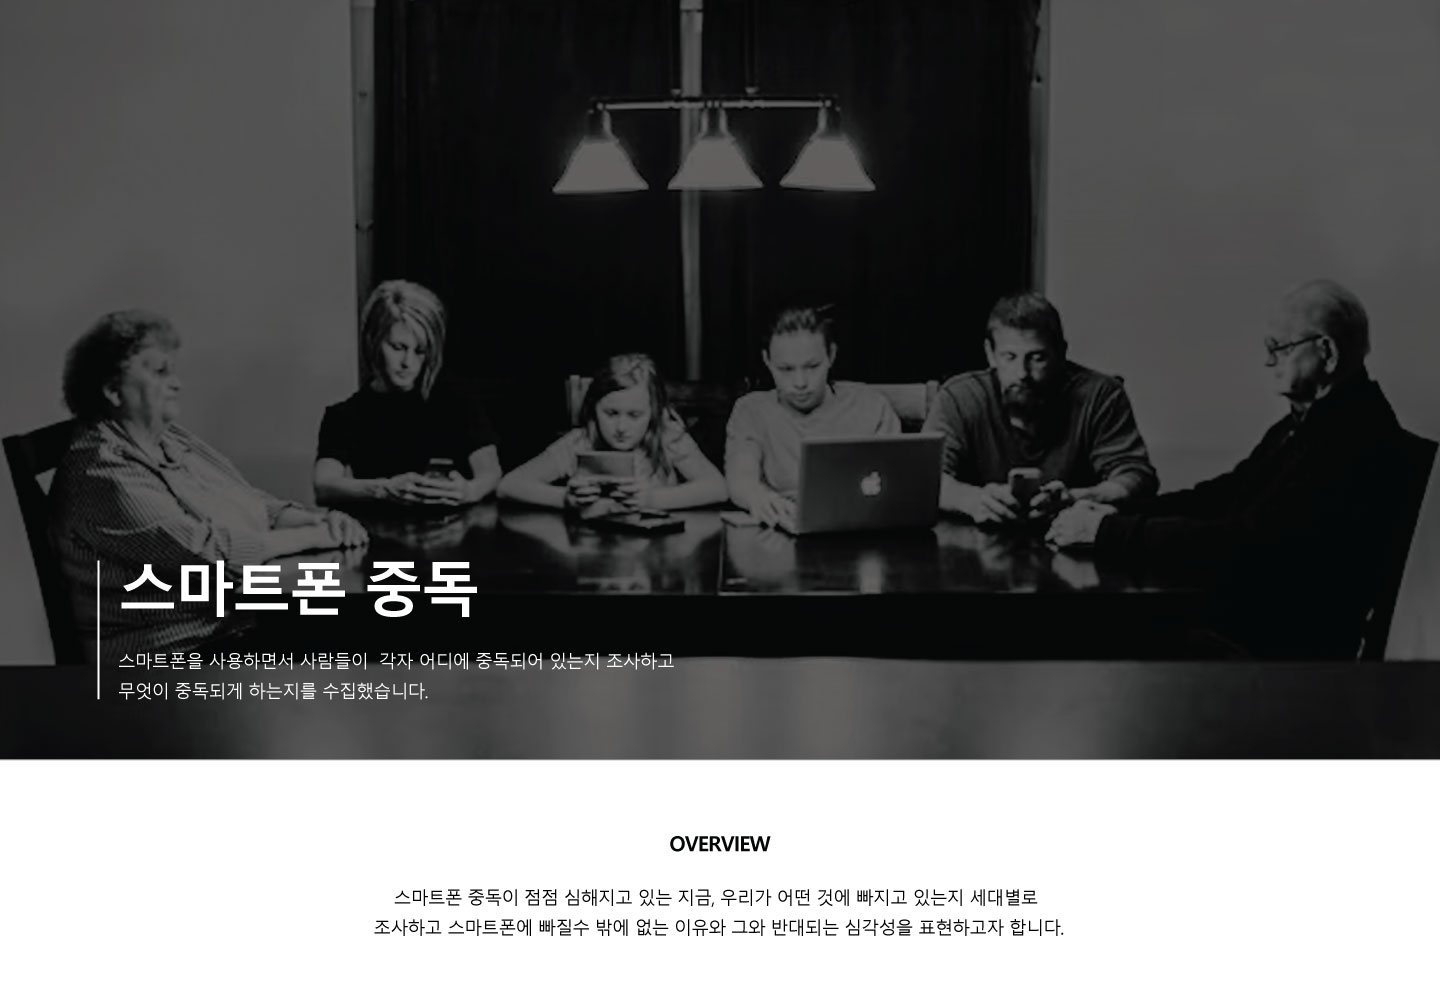 스마트폰 중독
스마트폰을 사용하면서 사람들이  각자 어디에 중독되어 있는지 조사하고
무엇이 중독되게 하는지를 수집했습니다.
OVERVIEW
스마트폰 중독이 점점 심해지고 있는 지금, 우리가 어떤 것에 빠지고 있는지 세대별로
조사하고 스마트폰에 빠질수 밖에 없는 이유와 그와 반대되는 심각성을 표현하고자 합니다.